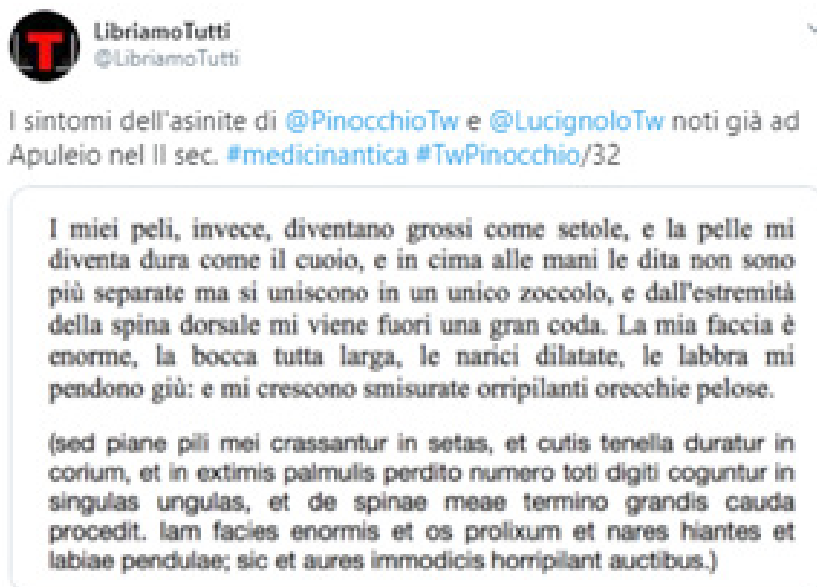 LibriamoTutti
@LibriamoTutti
I sintomi dell'asinite di @PinocchioTw e @LucignoloTw noti già ad
Apuleio nel II sec. #medicinantica #TwPinocchio/32
I miei peli, invece, diventano grossi come setole, e la pelle mi
diventa dura come il cuoio, e in cima alle mani le dita non sono
più separate ma si uniscono in un unico zoccolo, e dall'estremità
della spina dorsale mi viene fuori una gran coda. La mia faccia è
enorme, la bocca tutta larga, le narici dilatate, le labbra mi
pendono giù: e mi crescono smisurate orripilanti orecchie pelose.
(sed plane pili mei crassantur in setas, et cutis tenella duratur in
corium, et in extimis palmulis perdito numero toti digiti coguntur in
singulas ungulas, et de spinae meae termino grandis cauda
procedit. Iam facies enormis et os prolixum et nares hiantes et
labiae pendulae; sic et aures immodicis horripilant auctibus.)